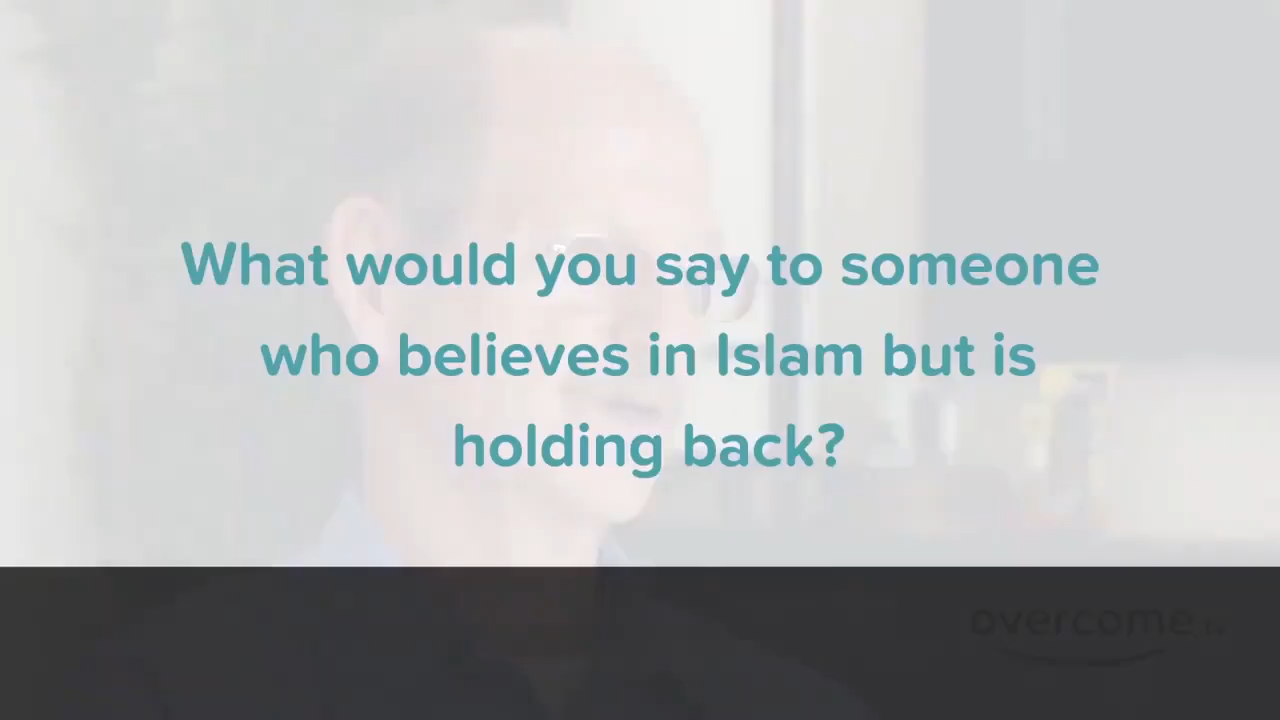 What would you say to someone
who believes in Islam but is
holding back?
overcome